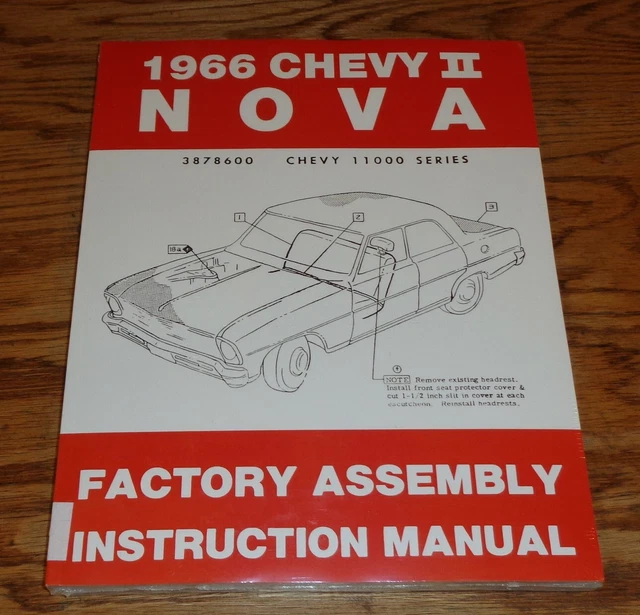 1966 CHEVY II
NOVA
3878600 CHEVY 11000 SERIES
1
2
3
18a
NOTE Remove existing headrest.
Install front seat protector cover &
cut 1-1/2 inch slit in cover at each
escutcheon. Reinstall headrests.
FACTORY ASSEMBLY
INSTRUCTION MANUAL